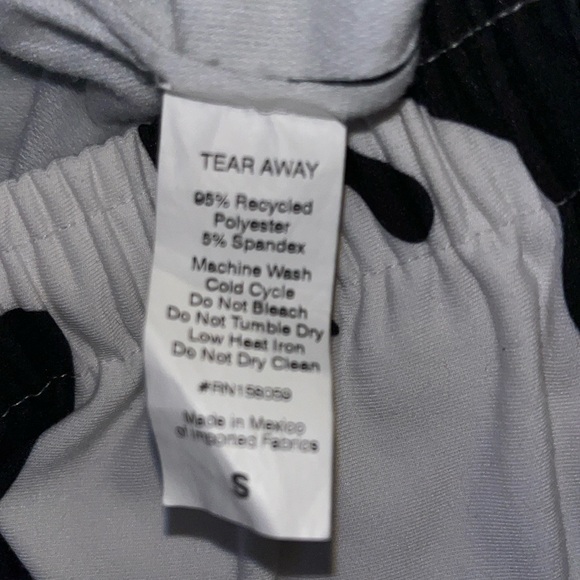 TEAR AWAY
95% Recycled
Polyester
5% Spandex
Machine Wash
Cold Cycle
Do Not Bleach
Do Not Tumble Dry
Low Heat Iron
Do Not Dry Clean
#RN159059
Made in Mexico
of Imported Fabrics
S